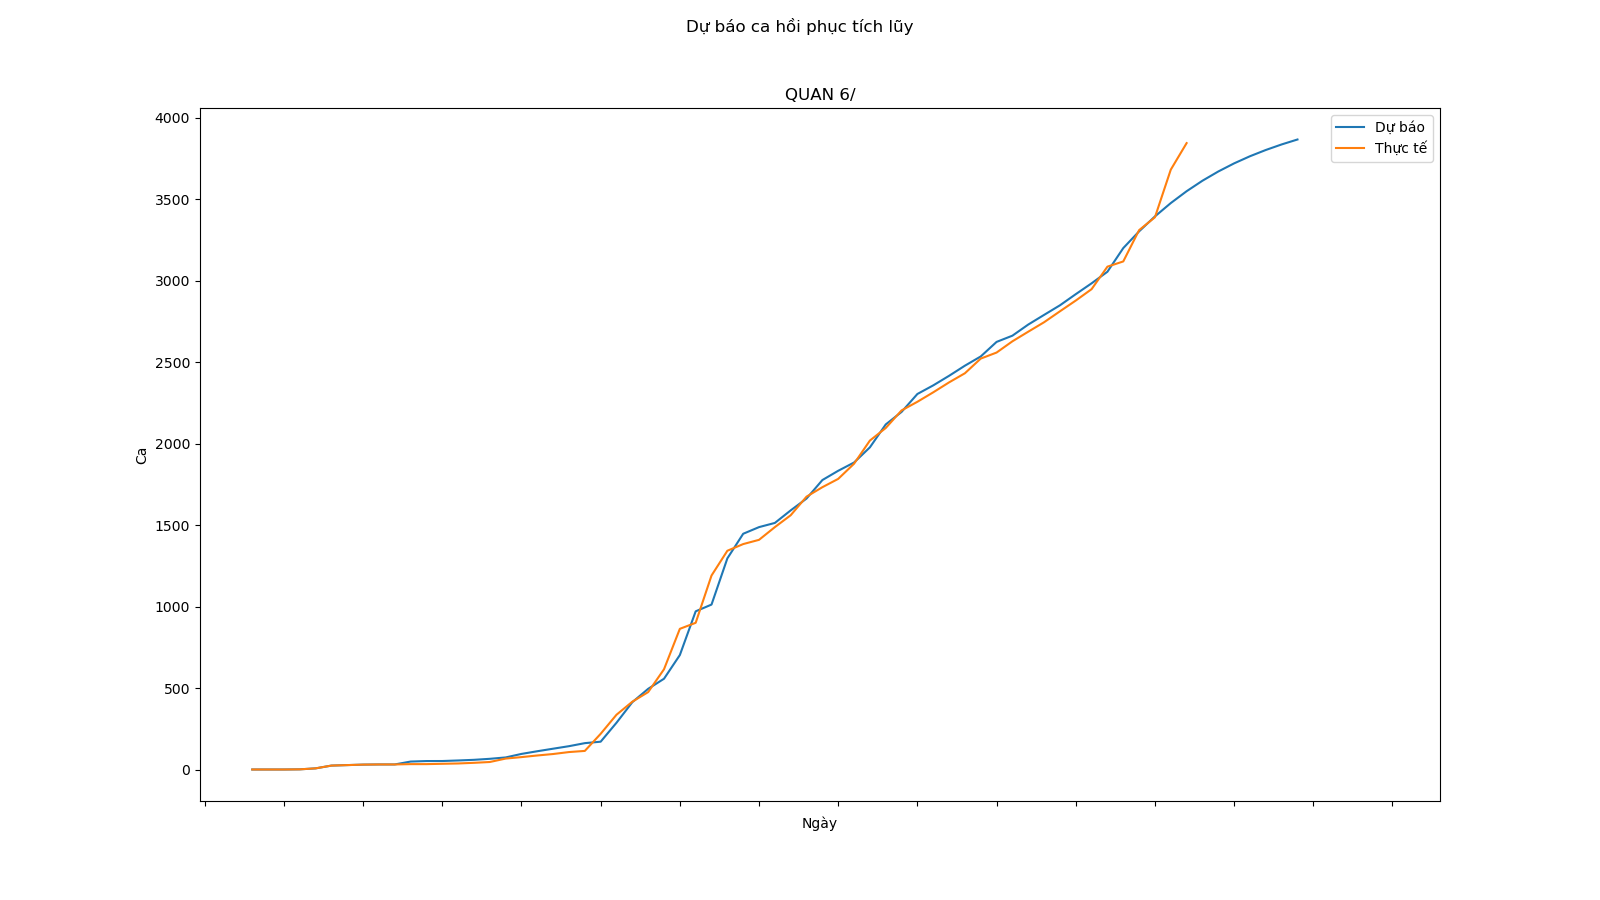 Dự báo ca hồi phục tích lũy
QUAN 6/
Dự báo
Thực tế
4000
3500
3000
2500
2000
1500
1000
500
0
Ca
Ngày